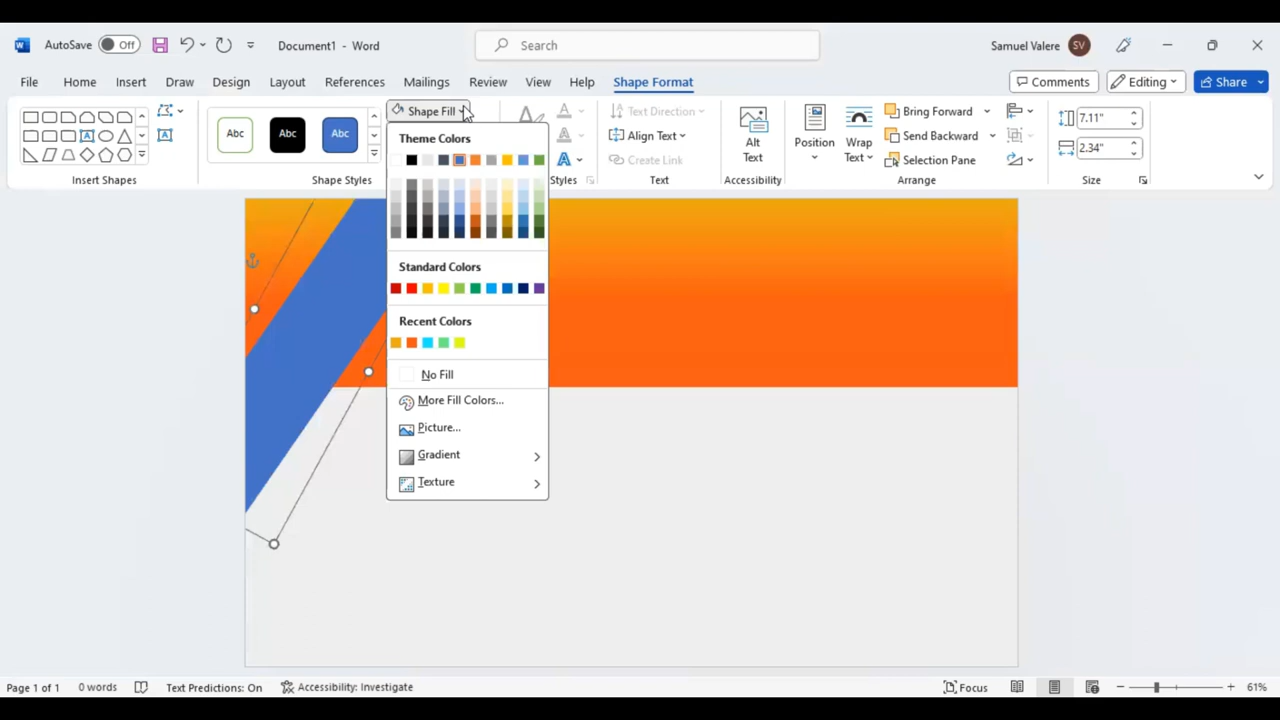 AutoSave Off Document1 - Word Search Samuel Valere SV
File Home Insert Draw Design Layout References Mailings Review View Help Shape Format Comments Editing Share
Shape Fill
Abc Abc Abc
Insert Shapes
Shape Styles
Theme Colors
Standard Colors
Recent Colors
No Fill
More Fill Colors...
Picture...
Gradient
Texture
Styles
Text Direction
Align Text
Create Link
Text
Alt
Text
Accessibility
Position
Wrap
Text
Bring Forward
Send Backward
Selection Pane
Arrange
7.11"
2.34"
Size
Page 1 of 1 0 words Text Predictions: On Accessibility: Investigate Focus 61%